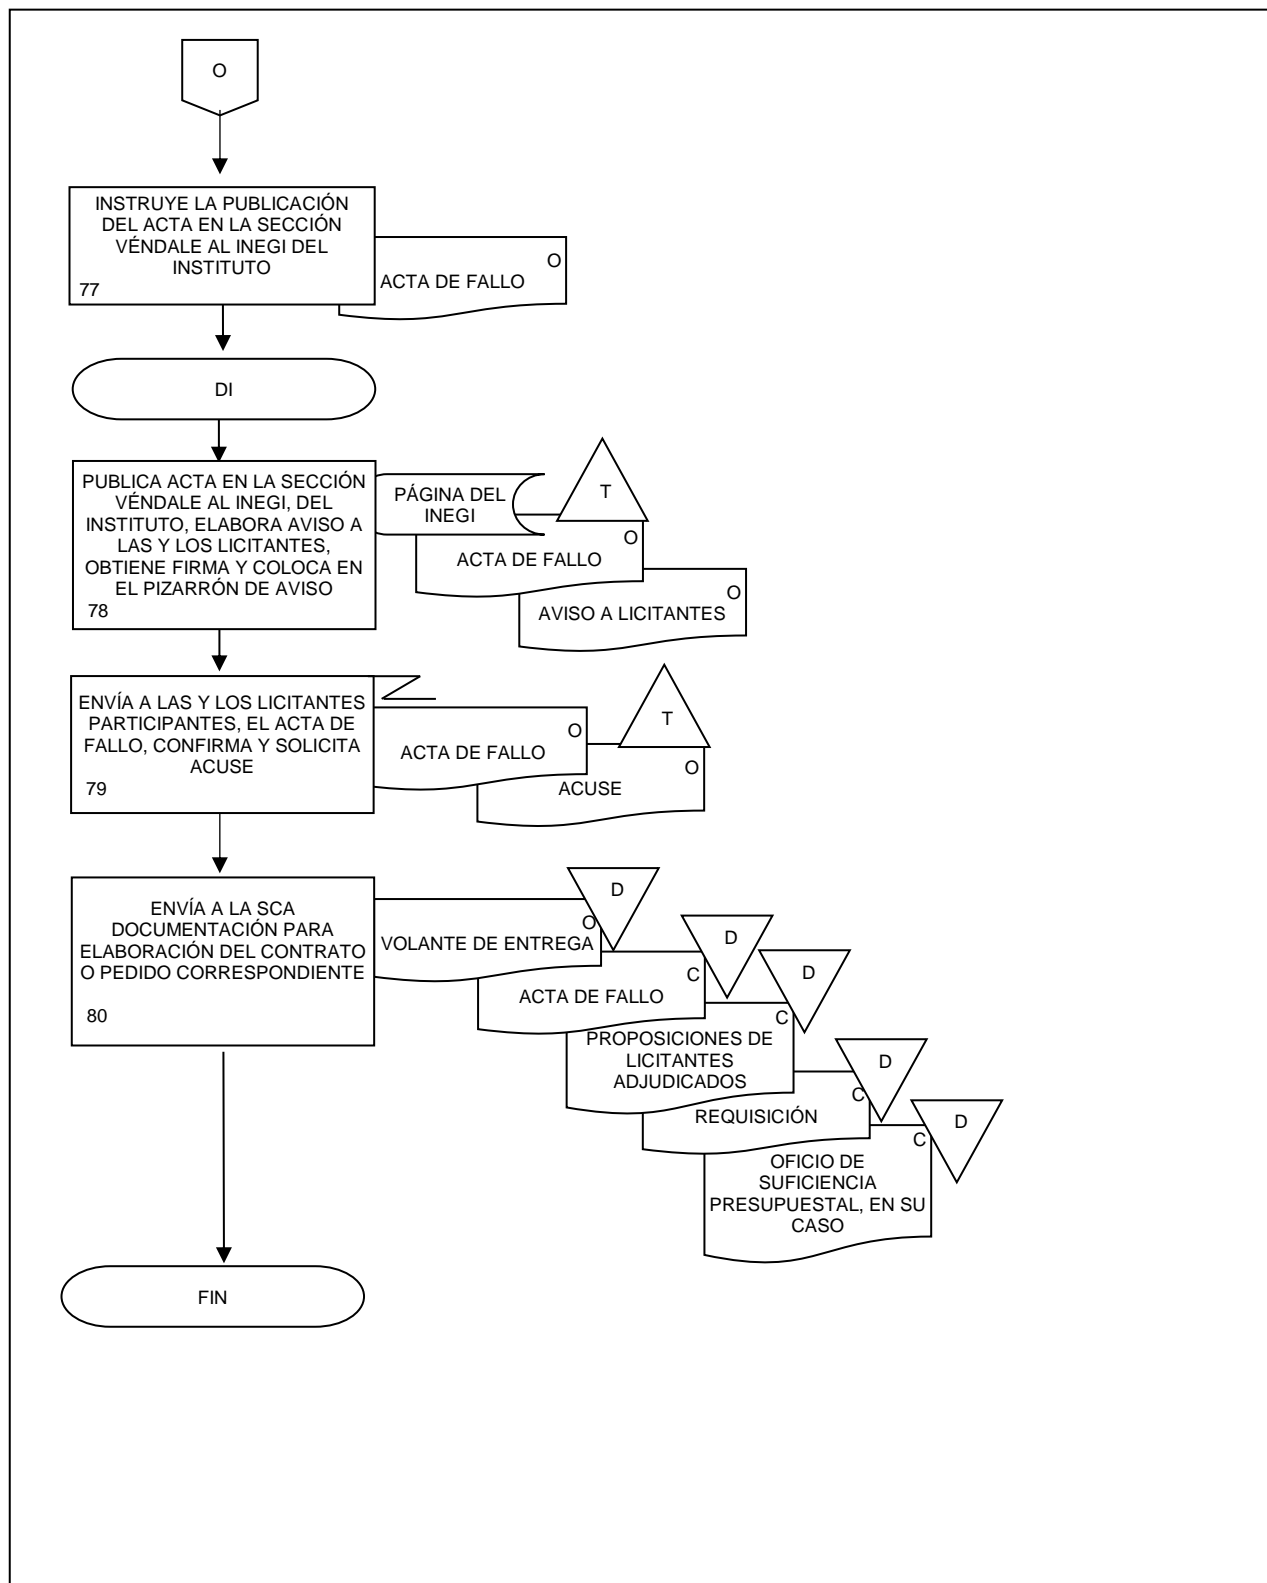 O
INSTRUYE LA PUBLICACIÓN
DEL ACTA EN LA SECCIÓN
VÉNDALE AL INEGI DEL
INSTITUTO
77
O
ACTA DE FALLO
DI
PUBLICA ACTA EN LA SECCIÓN
VÉNDALE AL INEGI, DEL
INSTITUTO, ELABORA AVISO A
LAS Y LOS LICITANTES,
OBTIENE FIRMA Y COLOCA EN
EL PIZARRÓN DE AVISO
78
PÁGINA DEL
INEGI
T
O
ACTA DE FALLO
O
AVISO A LICITANTES
ENVÍA A LAS Y LOS LICITANTES
PARTICIPANTES, EL ACTA DE
FALLO, CONFIRMA Y SOLICITA
ACUSE
79
O
ACTA DE FALLO
T
O
ACUSE
ENVÍA A LA SCA
DOCUMENTACIÓN PARA
ELABORACIÓN DEL CONTRATO
O PEDIDO CORRESPONDIENTE
80
D
O
VOLANTE DE ENTREGA
D
C
ACTA DE FALLO
D
C
PROPOSICIONES DE
LICITANTES
ADJUDICADOS
D
C
REQUISICIÓN
D
C
OFICIO DE
SUFICIENCIA
PRESUPUESTAL, EN SU
CASO
FIN